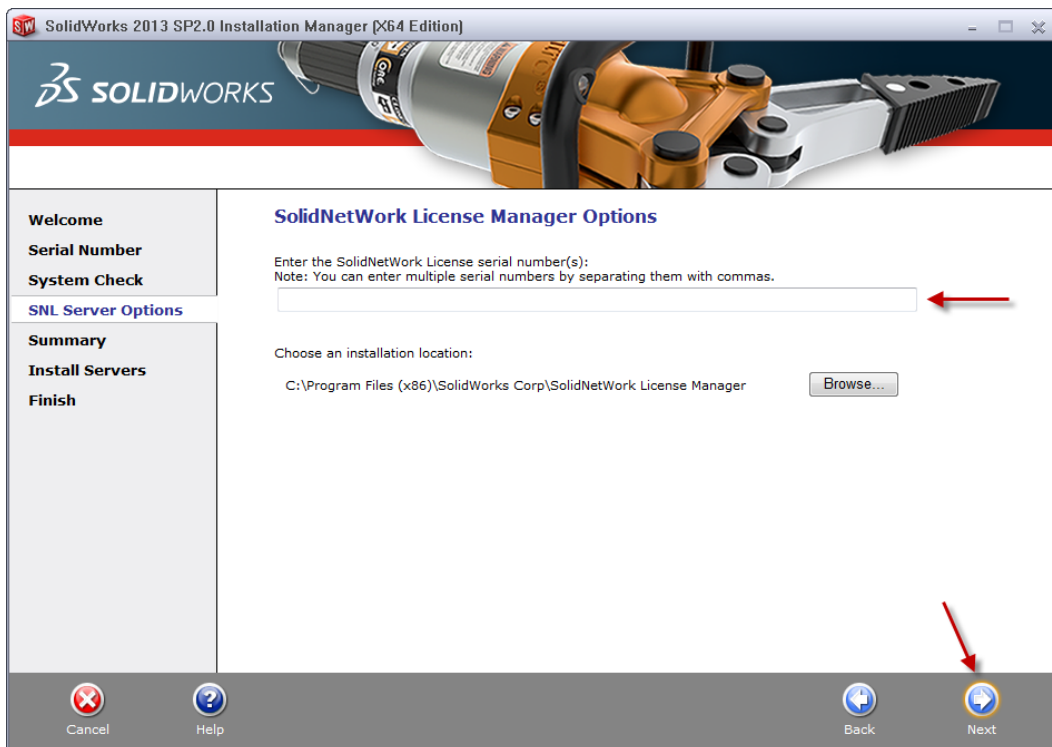 SolidWorks 2013 SP2.0 Installation Manager (X64 Edition)
SOLIDWORKS
CORE
Welcome
Serial Number
System Check
SNL Server Options
Summary
Install Servers
Finish
SolidNetWork License Manager Options
Enter the SolidNetWork License serial number(s):
Note: You can enter multiple serial numbers by separating them with commas.
Choose an installation location:
C:\Program Files (x86)\SolidWorks Corp\SolidNetWork License Manager
Browse...
Cancel
Help
Back
Next